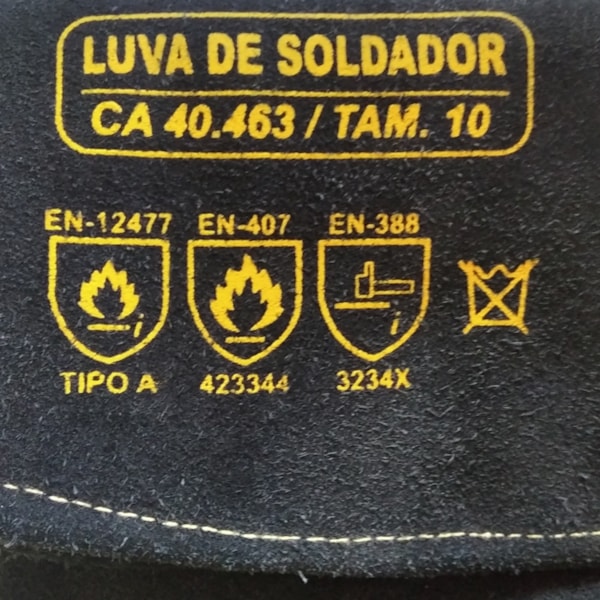 LUVA DE SOLDADOR
CA 40.463 / TAM. 10
EN-12477 EN-407 EN-388
i i i
TIPO A 423344 3234X